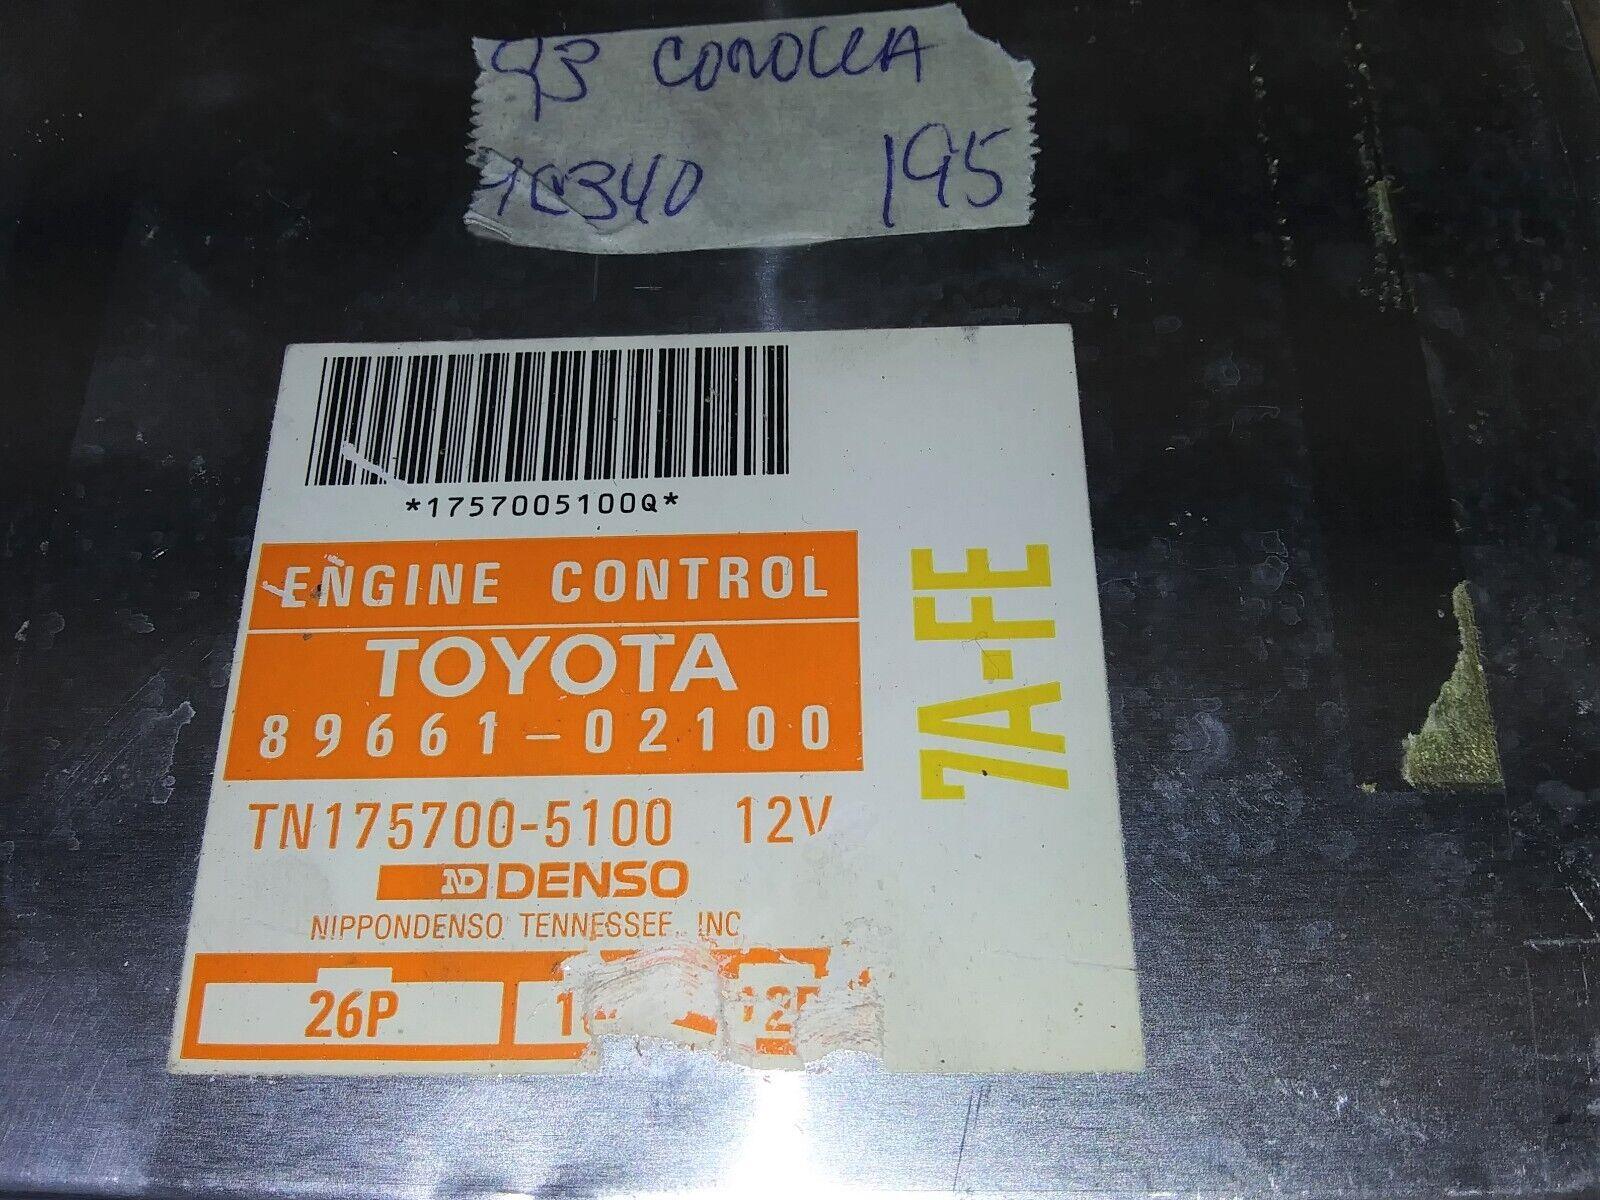 93 COROLLA
195
*1757005100Q*
ENGINE CONTROL
TOYOTA
89661-02100
TN175700-5100 12V
ND DENSO
NIPPONDENSO TENNESSEE, INC
26P
7A-FE